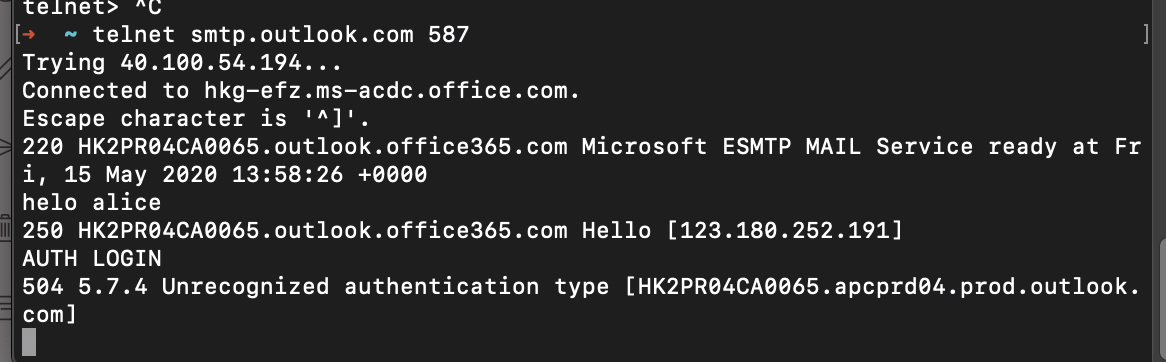 telnet> ^C
[→ ~ telnet smtp.outlook.com 587 ]
Trying 40.100.54.194...
Connected to hkg-efz.ms-acdc.office.com.
Escape character is '^]'.
220 HK2PR04CA0065.outlook.office365.com Microsoft ESMTP MAIL Service ready at Fr
i, 15 May 2020 13:58:26 +0000
helo alice
250 HK2PR04CA0065.outlook.office365.com Hello [123.180.252.191]
AUTH LOGIN
504 5.7.4 Unrecognized authentication type [HK2PR04CA0065.apcprd04.prod.outlook.
com]